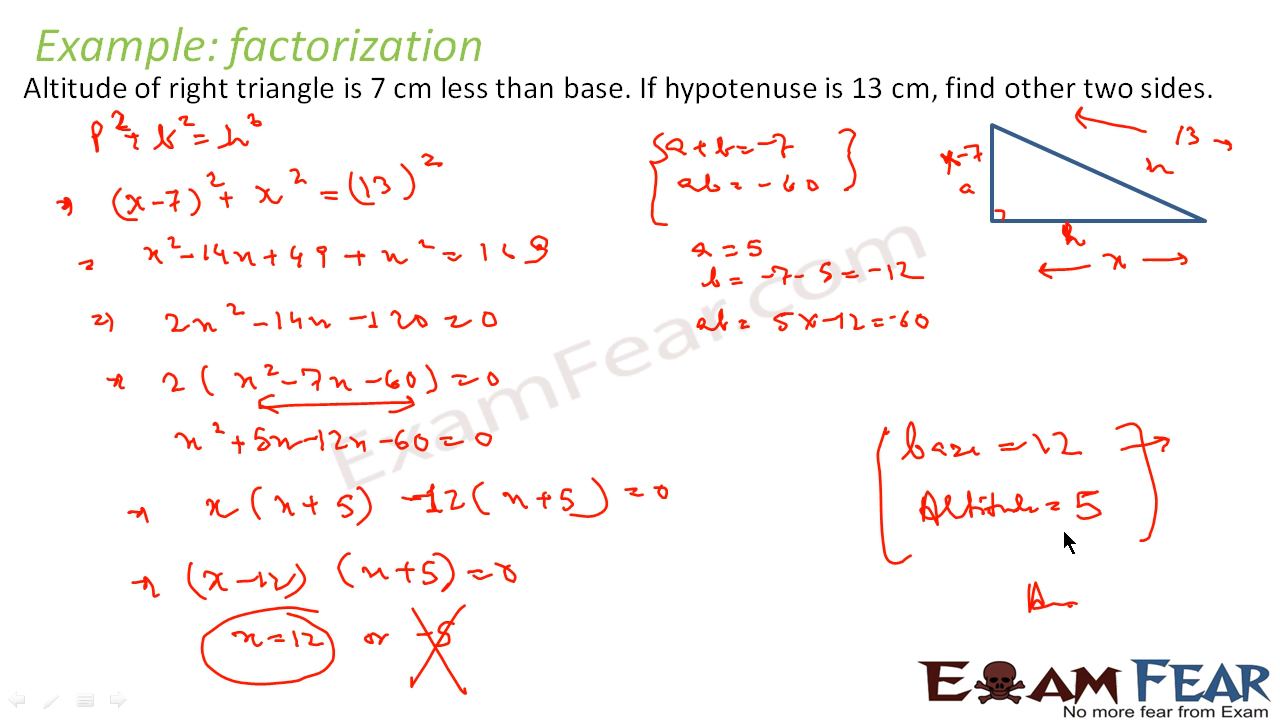 Example: factorization
Altitude of right triangle is 7 cm less than base. If hypotenuse is 13 cm, find other two sides.
p² + b² = h²
⇒ (x-7)² + x² = (13)²
= x² - 14x + 49 + x² = 169
⇒ 2x² - 14x - 120 = 0
⇒ 2(x² - 7x - 60) = 0
x² + 5x - 12x - 60 = 0
⇒ x(x+5) - 12(x+5) = 0
⇒ (x-12) (x+5) = 0
x = 12 or -5
a + b = -7
ab = -60
a = 5
b = -7 - 5 = -12
ab = 5 x -12 = -60
13
x-7
h
a
x
base = 12
Altitude = 5
ExamFear.com
EXAM FEAR
No more fear from Exam